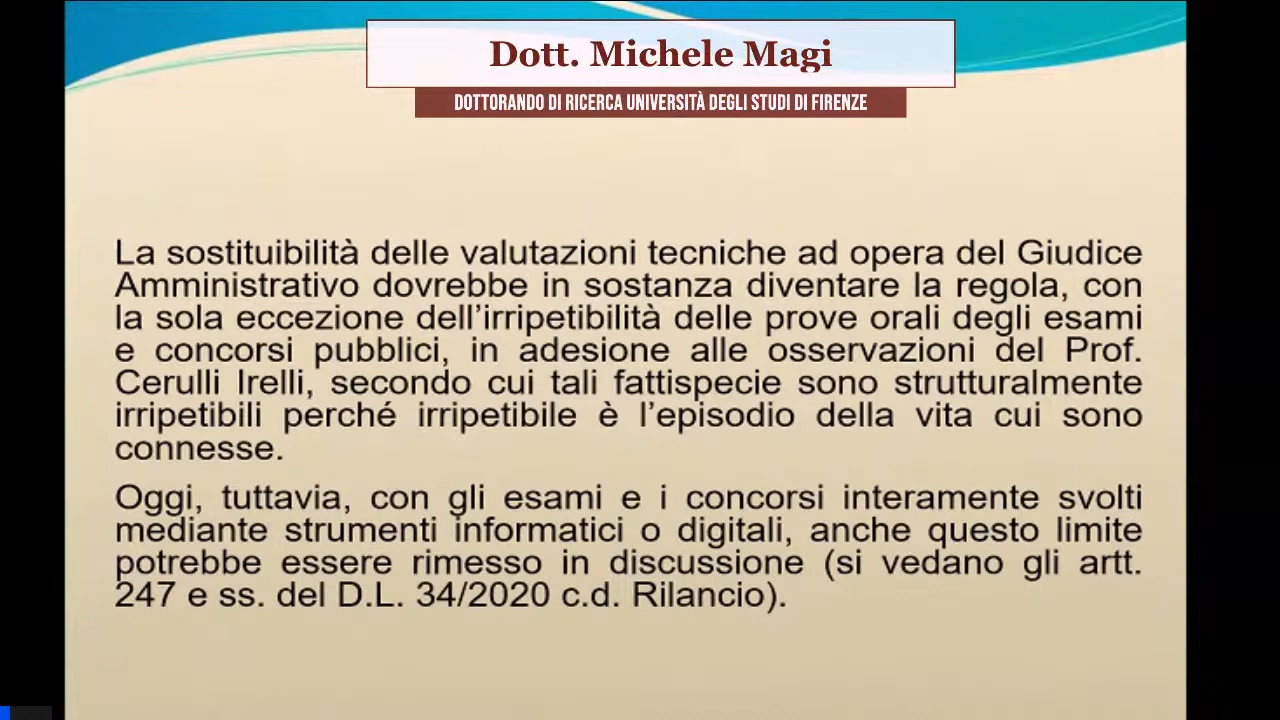 Dott. Michele Magi
DOTTORANDO DI RICERCA UNIVERSITÀ DEGLI STUDI DI FIRENZE
La sostituibilità delle valutazioni tecniche ad opera del Giudice
Amministrativo dovrebbe in sostanza diventare la regola, con
la sola eccezione dell’irripetibilità delle prove orali degli esami
e concorsi pubblici, in adesione alle osservazioni del Prof.
Cerulli Irelli, secondo cui tali fattispecie sono strutturalmente
irripetibili perché irripetibile è l’episodio della vita cui sono
connesse.
Oggi, tuttavia, con gli esami e i concorsi interamente svolti
mediante strumenti informatici o digitali, anche questo limite
potrebbe essere rimesso in discussione (si vedano gli artt.
247 e ss. del D.L. 34/2020 c.d. Rilancio).